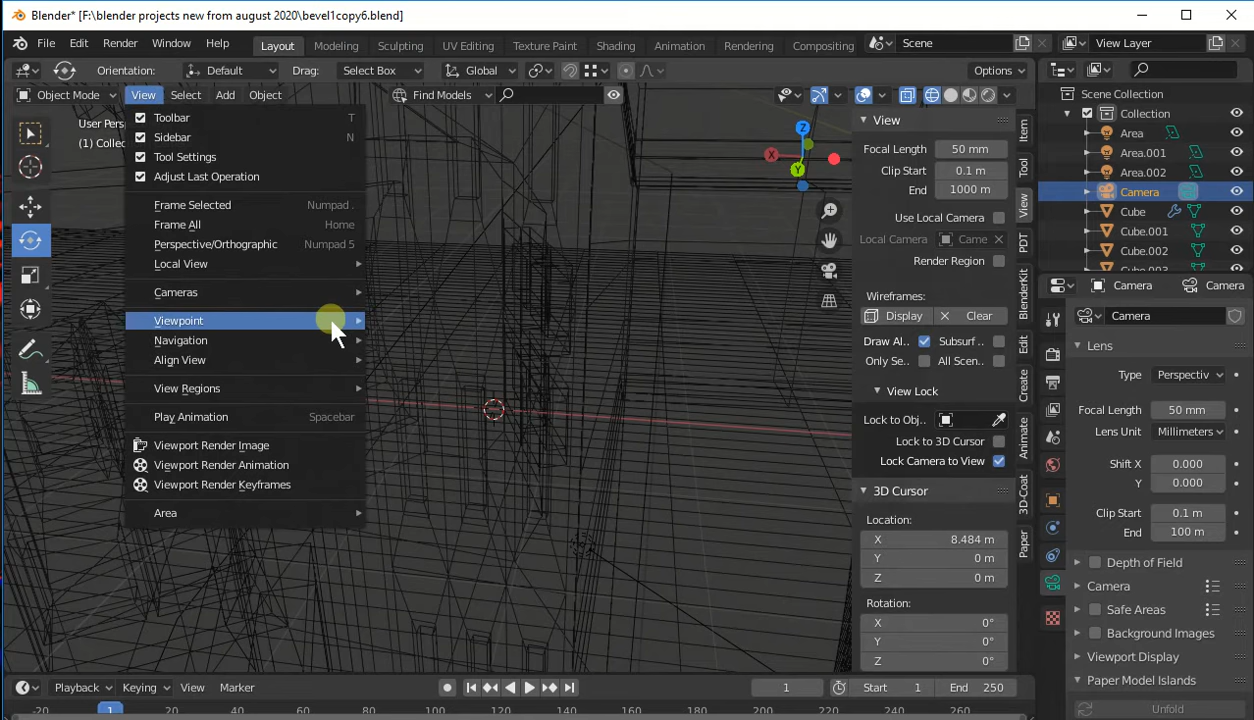 Blender* [F:\blender projects new from august 2020\bevel1copy6.blend]
File Edit Render Window Help Layout Modeling Sculpting UV Editing Texture Paint Shading Animation Rendering Compositing Scene View Layer
Orientation: Default Drag: Select Box Global Options
Object Mode View Select Add Object Find Models
Toolbar T
Sidebar N
Tool Settings
Adjust Last Operation
Frame Selected Numpad .
Frame All Home
Perspective/Orthographic Numpad 5
Local View
Cameras
Viewpoint
Navigation
Align View
View Regions
Play Animation Spacebar
Viewport Render Image
Viewport Render Animation
Viewport Render Keyframes
Area
User Pers
(1) Collec
Z
X
Y
View
Focal Length 50 mm
Clip Start 0.1 m
End 1000 m
Use Local Camera
Local Camera Came
Render Region
Wireframes:
Display Clear
Draw Al.. Subsurf ..
Only Se.. All Scen..
View Lock
Lock to Obj..
Lock to 3D Cursor
Lock Camera to View
3D Cursor
Location:
X 8.484 m
Y 0 m
Z 0 m
Rotation:
X 0°
Y 0°
Z 0°
Item
Tool
View
PDT
BlenderKit
Edit
Create
Animate
3D-Coat
Paper
Scene Collection
Collection
Area
Area.001
Area.002
Camera
Cube
Cube.001
Cube.002
Cube.003
Camera Camera
Camera
Lens
Type Perspectiv
Focal Length 50 mm
Lens Unit Millimeters
Shift X 0.000
Y 0.000
Clip Start 0.1 m
End 100 m
Depth of Field
Camera
Safe Areas
Background Images
Viewport Display
Paper Model Islands
Unfold
Playback Keying View Marker 1 Start 1 End 250
-20 1 20 40 60 80 100 120 140 160 180 200 220 240 260